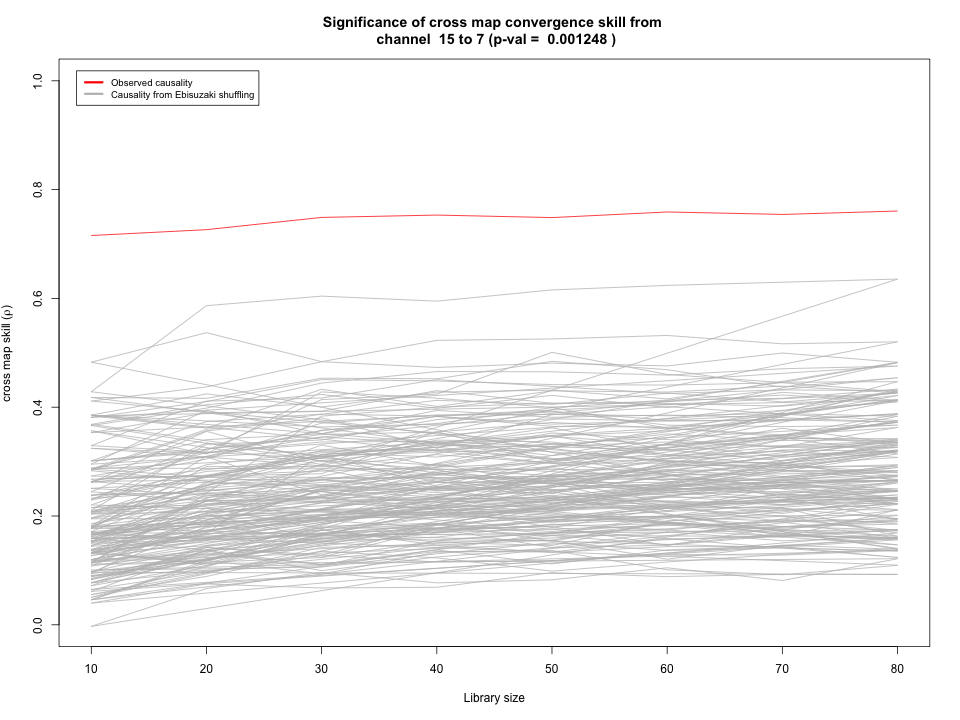 Significance of cross map convergence skill from
channel  15 to 7 (p-val =  0.001248 )
Observed causality
Causality from Ebisuzaki shuffling
cross map skill (ρ)
1.0
0.8
0.6
0.4
0.2
0.0
10 20 30 40 50 60 70 80
Library size